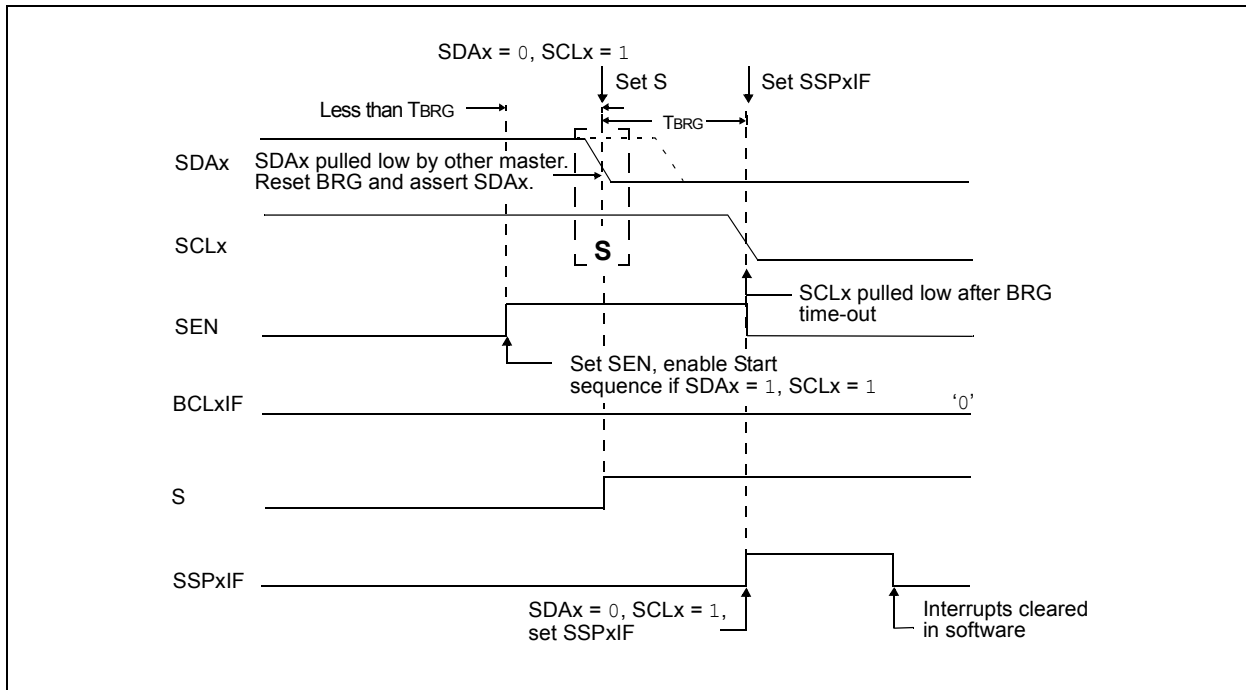 SDAx = 0, SCLx = 1
Set S
Set SSPxIF
Less than TBRG
TBRG
SDAx
SDAx pulled low by other master.
Reset BRG and assert SDAx.
SCLx
S
SCLx pulled low after BRG
time-out
SEN
Set SEN, enable Start
sequence if SDAx = 1, SCLx = 1
BCLxIF
‘0’
S
SSPxIF
SDAx = 0, SCLx = 1,
set SSPxIF
Interrupts cleared
in software